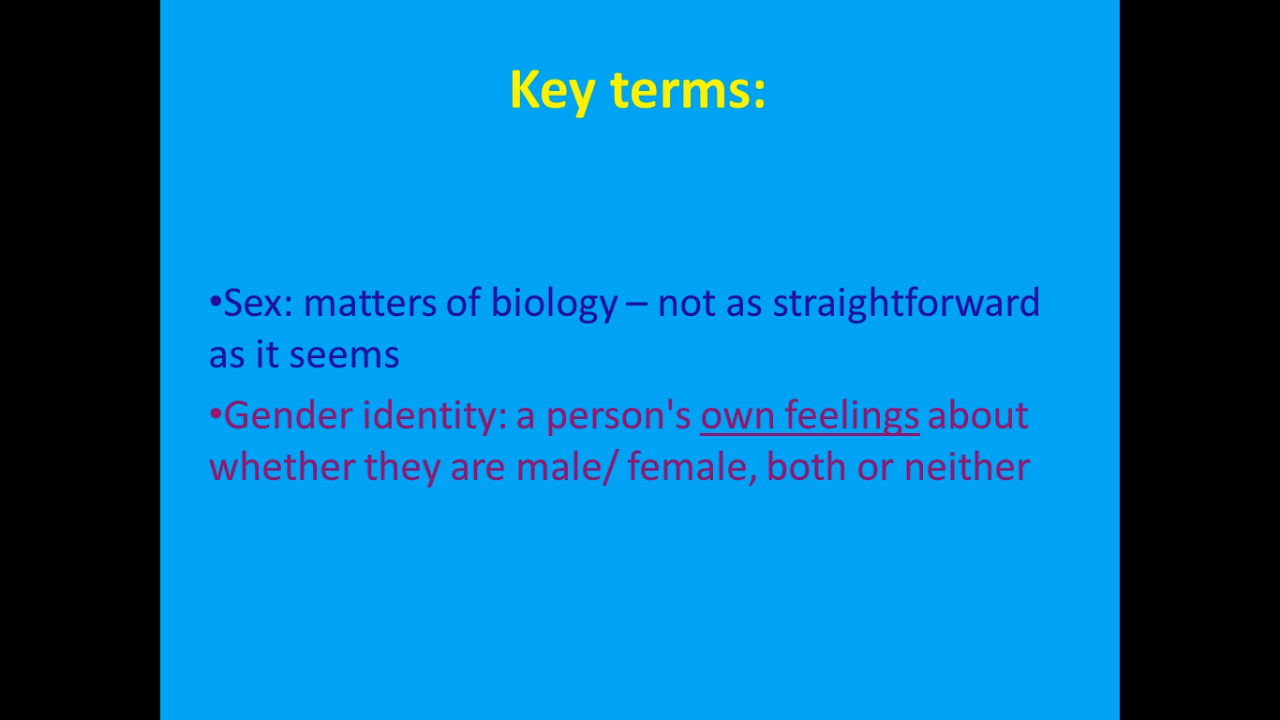 Key terms:
•Sex: matters of biology – not as straightforward
as it seems
•Gender identity: a person's own feelings about
whether they are male/ female, both or neither